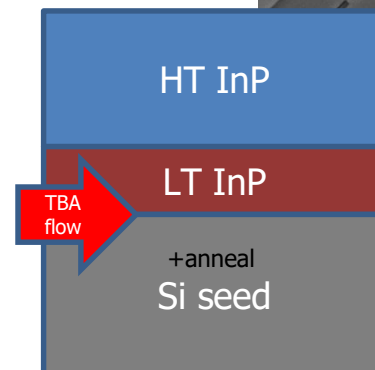 HT InP
LT InP
TBA
flow
+anneal
Si seed